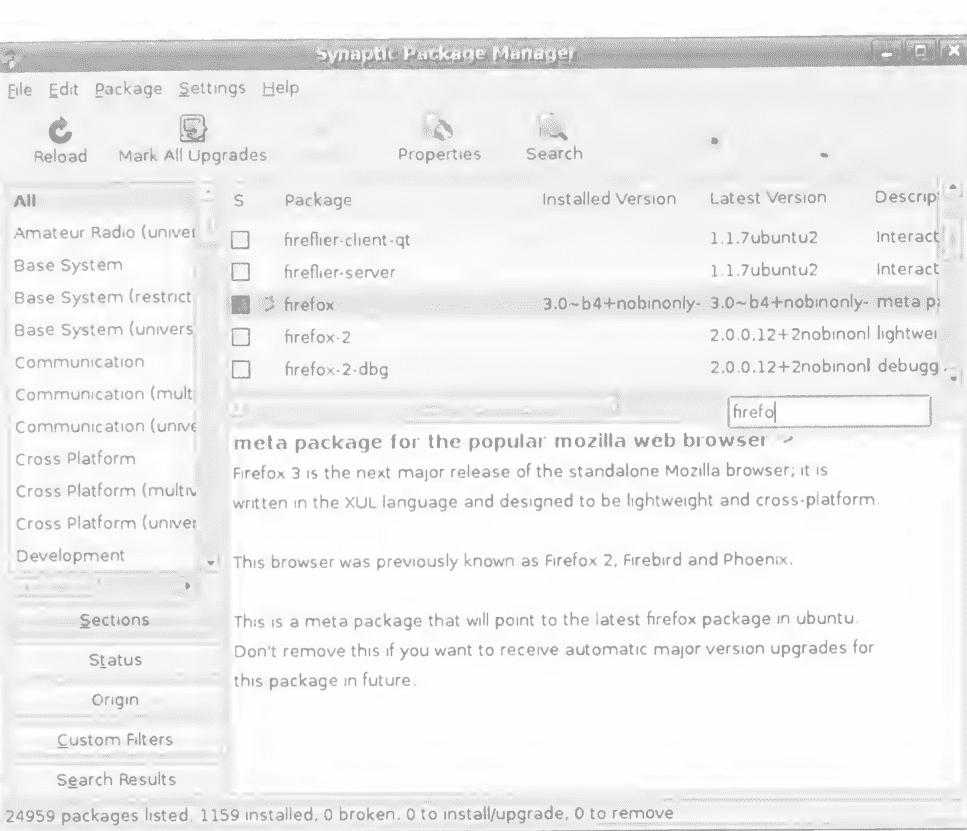 Synaptic Package Manager
File Edit Package Settings Help
Reload Mark All Upgrades Properties Search
All
Amateur Radio (univer
Base System
Base System (restrict
Base System (univers
Communication
Communication (mult
Communication (unive
Cross Platform
Cross Platform (multiv
Cross Platform (univer
Development
Sections
Status
Origin
Custom Filters
Search Results
S Package Installed Version Latest Version Descrip
fireflier-client-qt 1.1.7ubuntu2 Interact
fireflier-server 1.1.7ubuntu2 Interact
firefox 3.0~b4+nobinonly- 3.0~b4+nobinonly- meta pa
firefox-2 2.0.0.12+2nobinonl lightwei
firefox-2-dbg 2.0.0.12+2nobinonl debugg
firefo
meta package for the popular mozilla web browser
Firefox 3 is the next major release of the standalone Mozilla browser; it is
written in the XUL language and designed to be lightweight and cross-platform.
This browser was previously known as Firefox 2, Firebird and Phoenix.
This is a meta package that will point to the latest firefox package in ubuntu.
Don't remove this if you want to receive automatic major version upgrades for
this package in future.
24959 packages listed, 1159 installed, 0 broken. 0 to install/upgrade, 0 to remove